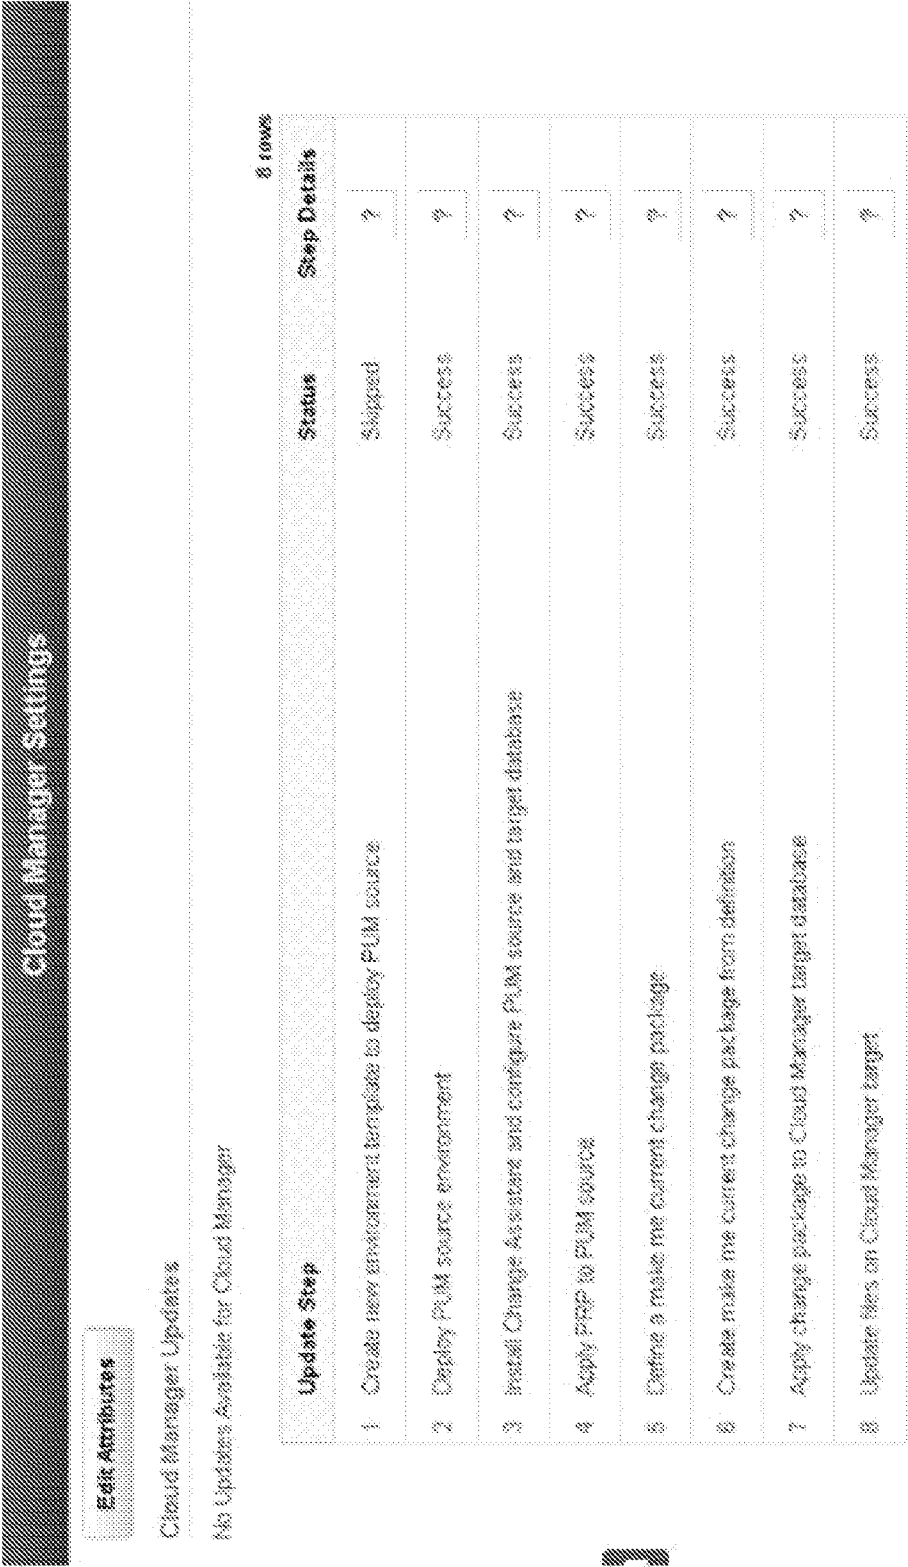 Cloud Manager Settings
Edit Attributes
Cloud Manager Updates
No Updates Available for Cloud Manager
8 rows
Update Step Status Step Details
1 Create new environment template to deploy PUM source Skipped ?
2 Deploy PUM source environment Success ?
3 Install Change Assistant and configure PUM source and target database Success ?
4 Apply PRP to PUM source Success ?
5 Define a make me current change package Success ?
6 Create make me current change package from definition Success ?
7 Apply change package to Cloud Manager target database Success ?
8 Update files on Cloud Manager target Success ?